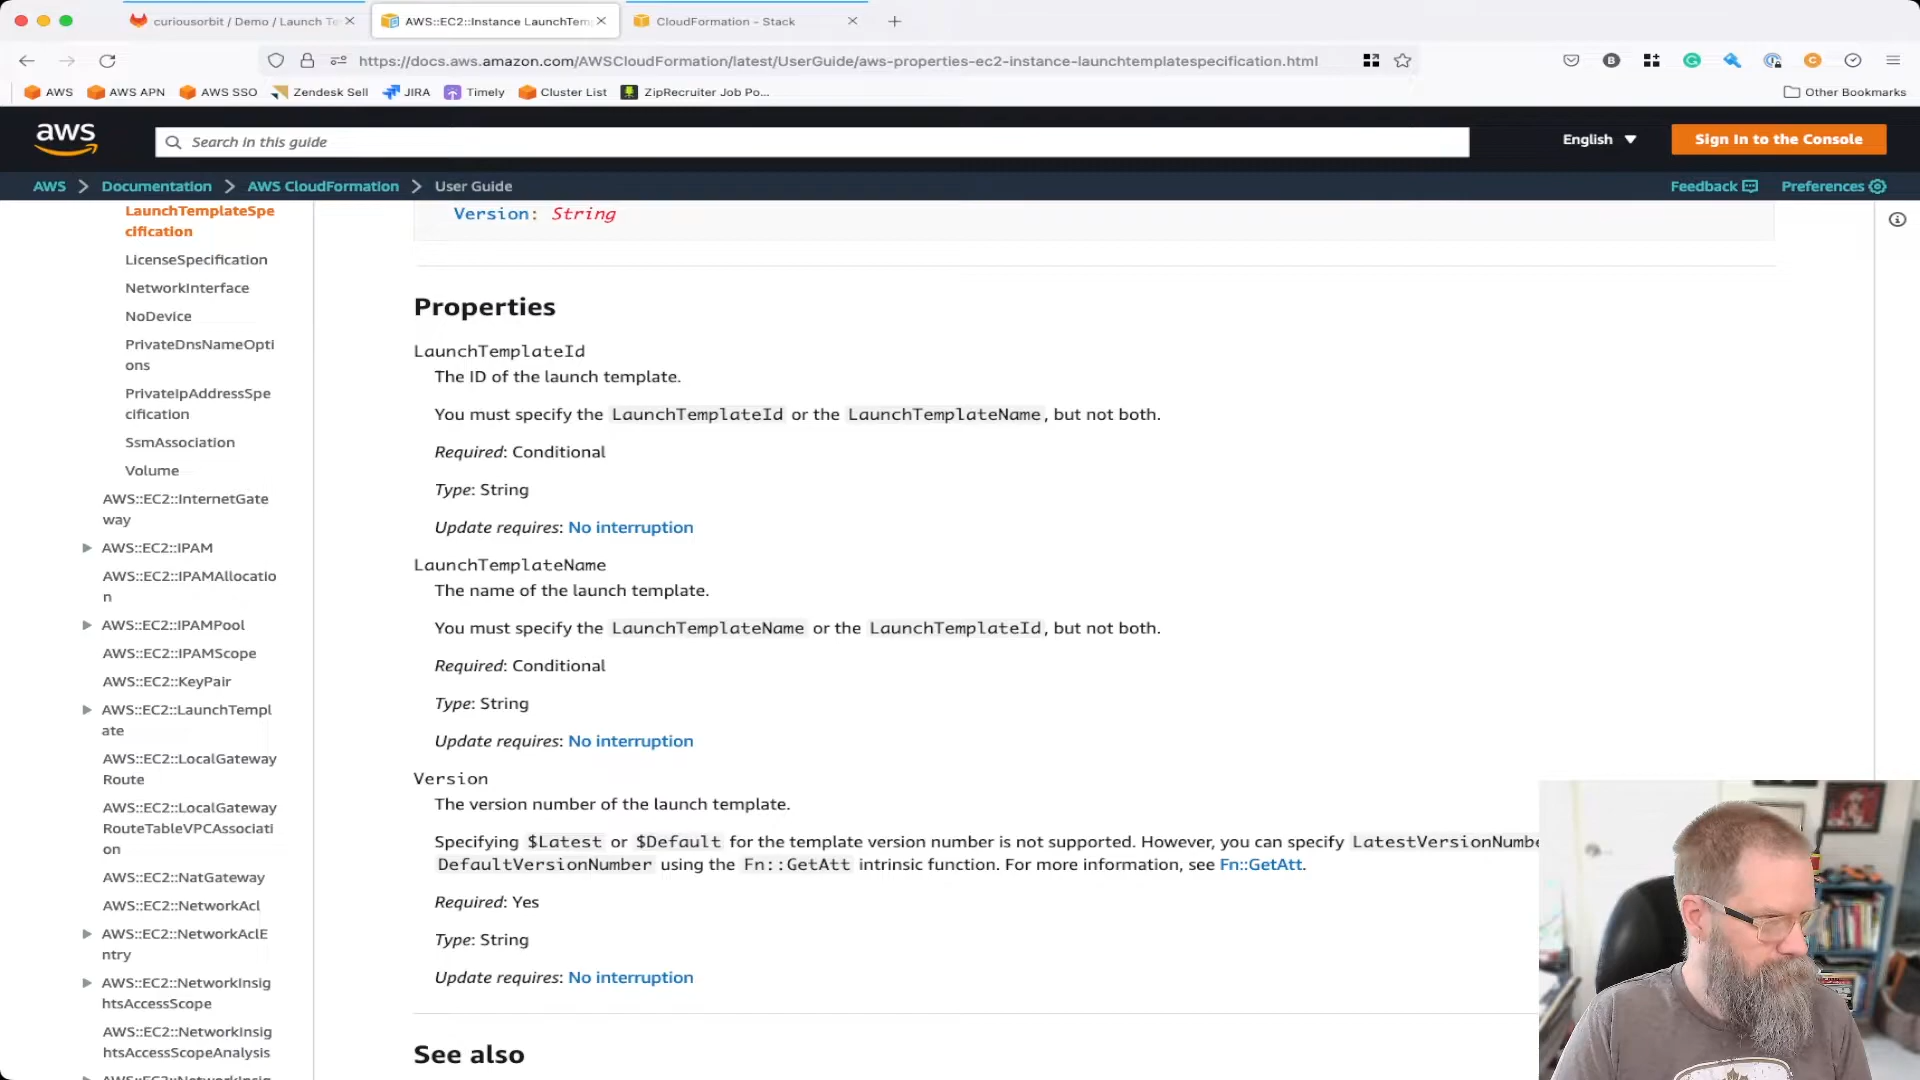 curiousorbit / Demo / Launch Te
AWS::EC2::Instance LaunchTem
CloudFormation - Stack
https://docs.aws.amazon.com/AWSCloudFormation/latest/UserGuide/aws-properties-ec2-instance-launchtemplatespecification.html
AWS
AWS APN
AWS SSO
Zendesk Sell
JIRA
Timely
Cluster List
ZipRecruiter Job Po...
Other Bookmarks
aws
Search in this guide
English
Sign In to the Console
AWS
Documentation
AWS CloudFormation
User Guide
Feedback
Preferences
LaunchTemplateSpe
cification
LicenseSpecification
NetworkInterface
NoDevice
PrivateDnsNameOpti
ons
PrivateIpAddressSpe
cification
SsmAssociation
Volume
AWS::EC2::InternetGate
way
AWS::EC2::IPAM
AWS::EC2::IPAMAllocatio
n
AWS::EC2::IPAMPool
AWS::EC2::IPAMScope
AWS::EC2::KeyPair
AWS::EC2::LaunchTempl
ate
AWS::EC2::LocalGateway
Route
AWS::EC2::LocalGateway
RouteTableVPCAssociati
on
AWS::EC2::NatGateway
AWS::EC2::NetworkAcl
AWS::EC2::NetworkAclE
ntry
AWS::EC2::NetworkInsig
htsAccessScope
AWS::EC2::NetworkInsig
htsAccessScopeAnalysis
Version: String
Properties
LaunchTemplateId
The ID of the launch template.
You must specify the LaunchTemplateId or the LaunchTemplateName, but not both.
Required: Conditional
Type: String
Update requires: No interruption
LaunchTemplateName
The name of the launch template.
You must specify the LaunchTemplateName or the LaunchTemplateId, but not both.
Required: Conditional
Type: String
Update requires: No interruption
Version
The version number of the launch template.
Specifying $Latest or $Default for the template version number is not supported. However, you can specify LatestVersionNumbe
DefaultVersionNumber using the Fn::GetAtt intrinsic function. For more information, see Fn::GetAtt.
Required: Yes
Type: String
Update requires: No interruption
See also